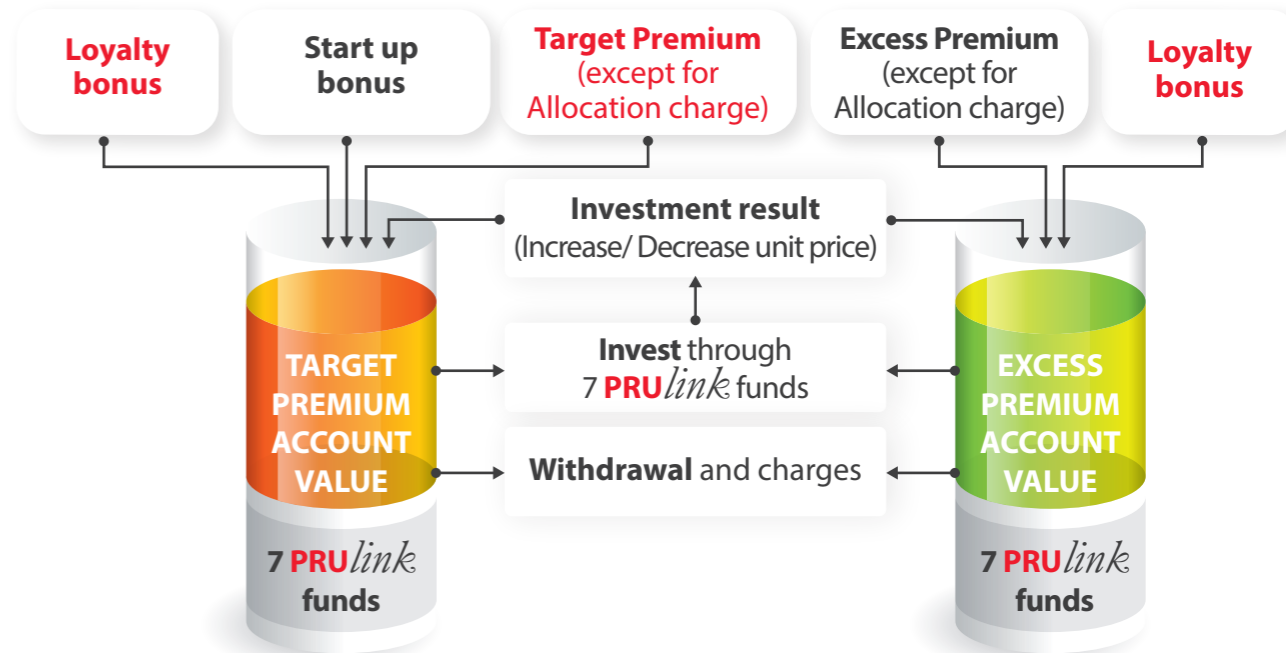 Loyalty
bonus
Start up
bonus
Target Premium
(except for
Allocation charge)
Excess Premium
(except for
Allocation charge)
Loyalty
bonus
Investment result
(Increase/ Decrease unit price)
Invest through
7 PRUlink funds
Withdrawal and charges
TARGET
PREMIUM
ACCOUNT
VALUE
7 PRUlink
funds
EXCESS
PREMIUM
ACCOUNT
VALUE
7 PRUlink
funds